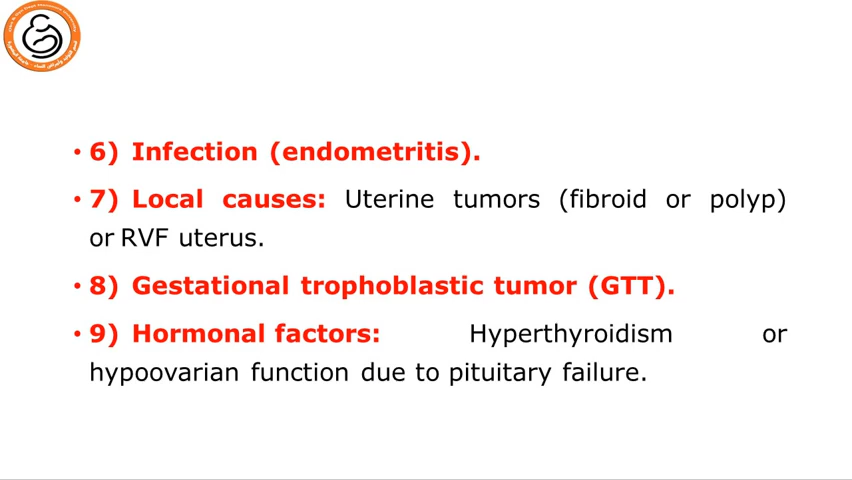 • 6) Infection (endometritis).
• 7) Local causes: Uterine tumors (fibroid or polyp)
or RVF uterus.
• 8) Gestational trophoblastic tumor (GTT).
• 9) Hormonal factors: Hyperthyroidism or
hypoovarian function due to pituitary failure.